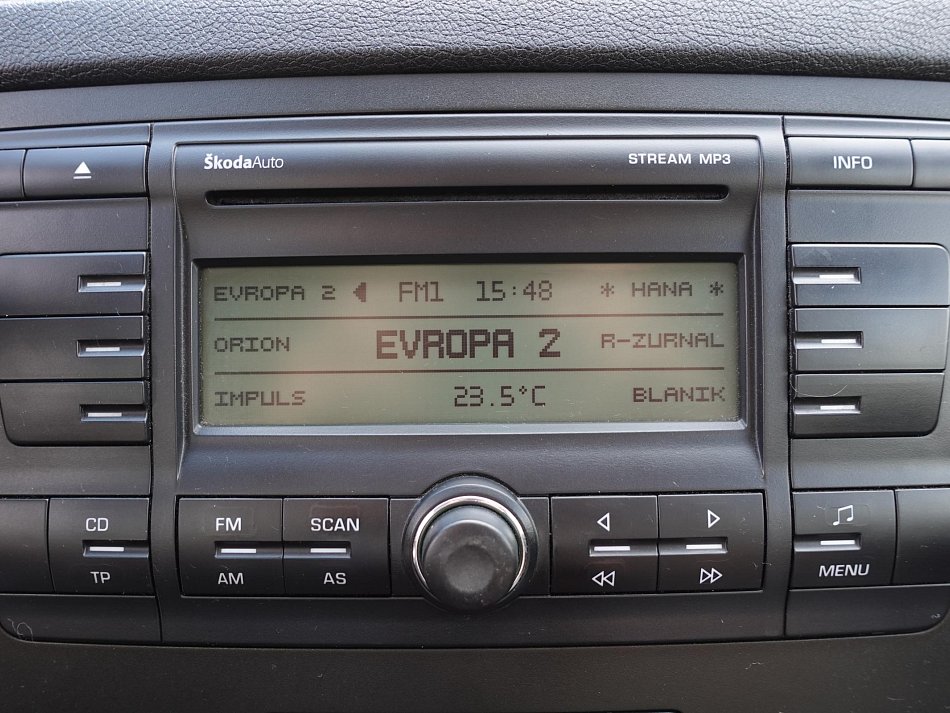 ŠkodaAuto STREAM MP3 INFO
EVROPA 2 FM1 15:48 * HANA *
ORION EVROPA 2 R-ZURNAL
IMPULS 23.5°C BLANIK
CD FM SCAN
TP AM AS MENU